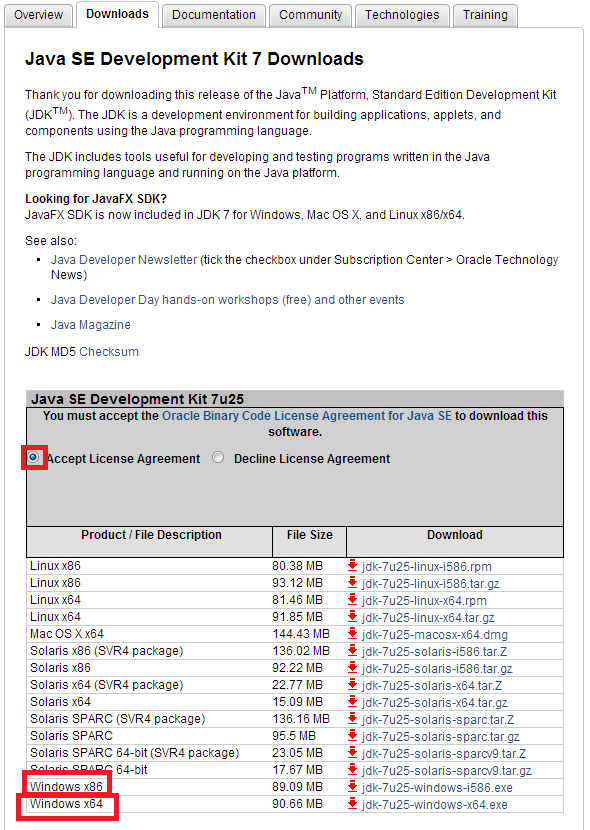 Overview Downloads Documentation Community Technologies Training
Java SE Development Kit 7 Downloads
Thank you for downloading this release of the Java™ Platform, Standard Edition Development Kit
(JDK™). The JDK is a development environment for building applications, applets, and
components using the Java programming language.
The JDK includes tools useful for developing and testing programs written in the Java
programming language and running on the Java platform.
Looking for JavaFX SDK?
JavaFX SDK is now included in JDK 7 for Windows, Mac OS X, and Linux x86/x64.
See also:
▪ Java Developer Newsletter (tick the checkbox under Subscription Center > Oracle Technology
News)
▪ Java Developer Day hands-on workshops (free) and other events
▪ Java Magazine
JDK MD5 Checksum
Java SE Development Kit 7u25
You must accept the Oracle Binary Code License Agreement for Java SE to download this
software.
Accept License Agreement Decline License Agreement
Product / File Description File Size Download
Linux x86 80.38 MB jdk-7u25-linux-i586.rpm
Linux x86 93.12 MB jdk-7u25-linux-i586.tar.gz
Linux x64 81.46 MB jdk-7u25-linux-x64.rpm
Linux x64 91.85 MB jdk-7u25-linux-x64.tar.gz
Mac OS X x64 144.43 MB jdk-7u25-macosx-x64.dmg
Solaris x86 (SVR4 package) 136.02 MB jdk-7u25-solaris-i586.tar.Z
Solaris x86 92.22 MB jdk-7u25-solaris-i586.tar.gz
Solaris x64 (SVR4 package) 22.77 MB jdk-7u25-solaris-x64.tar.Z
Solaris x64 15.09 MB jdk-7u25-solaris-x64.tar.gz
Solaris SPARC (SVR4 package) 136.16 MB jdk-7u25-solaris-sparc.tar.Z
Solaris SPARC 95.5 MB jdk-7u25-solaris-sparc.tar.gz
Solaris SPARC 64-bit (SVR4 package) 23.05 MB jdk-7u25-solaris-sparcv9.tar.Z
Solaris SPARC 64-bit 17.67 MB jdk-7u25-solaris-sparcv9.tar.gz
Windows x86 89.09 MB jdk-7u25-windows-i586.exe
Windows x64 90.66 MB jdk-7u25-windows-x64.exe